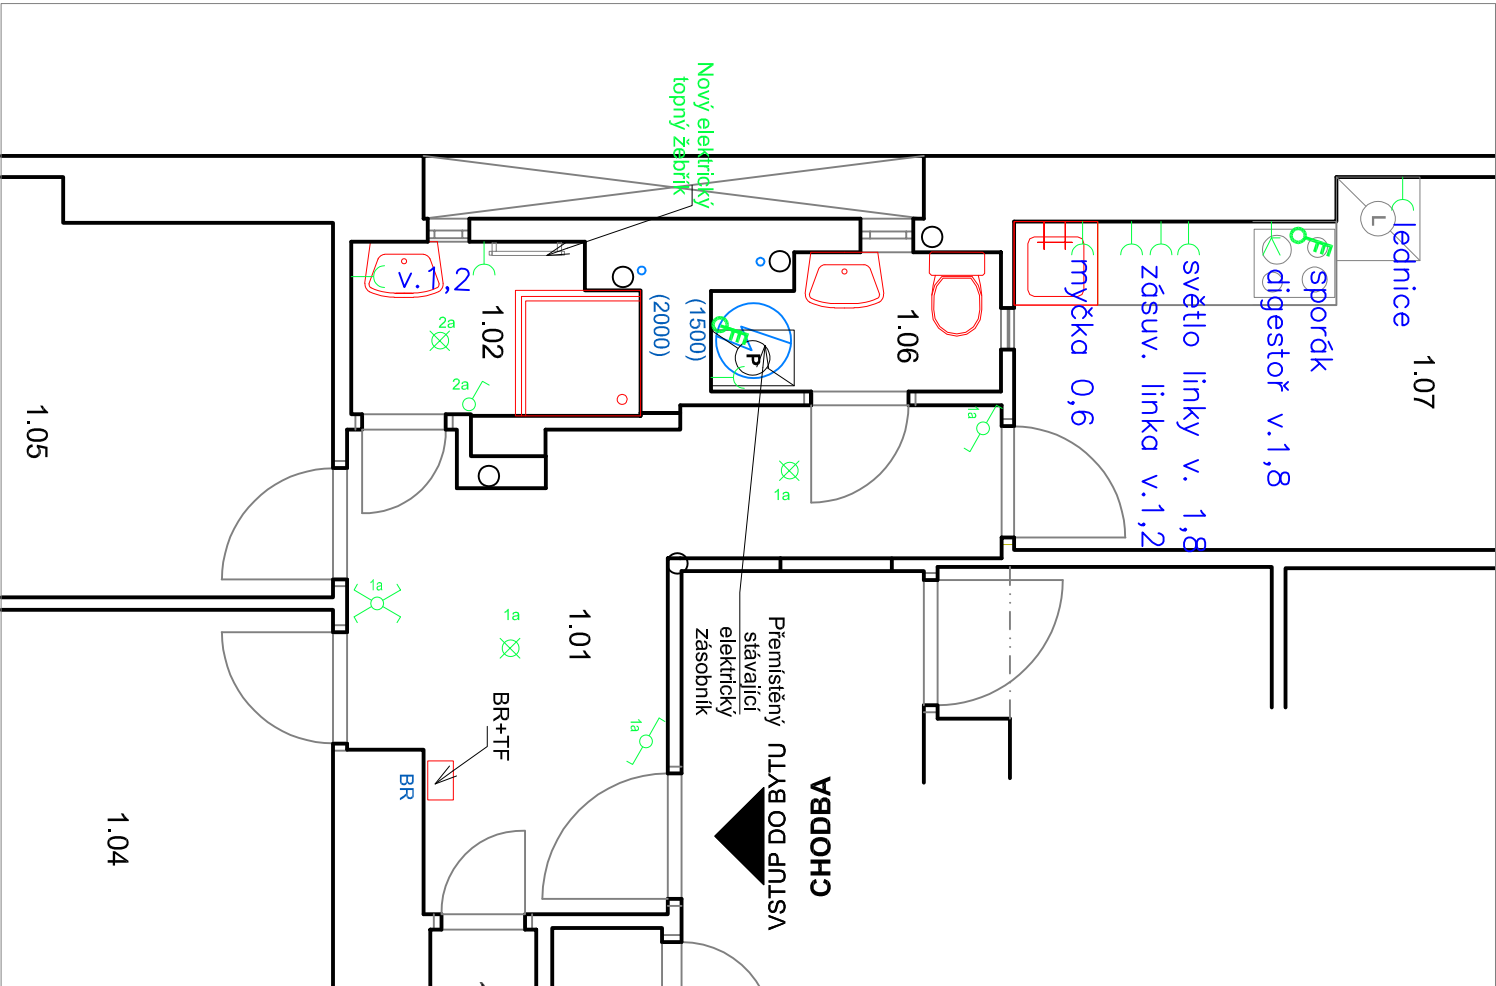 Nový elektrický
topný žebřík
lednice
L
sporák
digestoř v.1,8
světlo linky v. 1,8
zásuv. linka v.1,2
myčka 0,6
1.07
v.1,2
1.02
2a
2a
(2000)
(1500)
P
1.06
1a
1a
1.05
1a
1a
1.01
1a
Přemístěný
stávající
elektrický
zásobník
BR+TF
BR
VSTUP DO BYTU
CHODBA
1.04